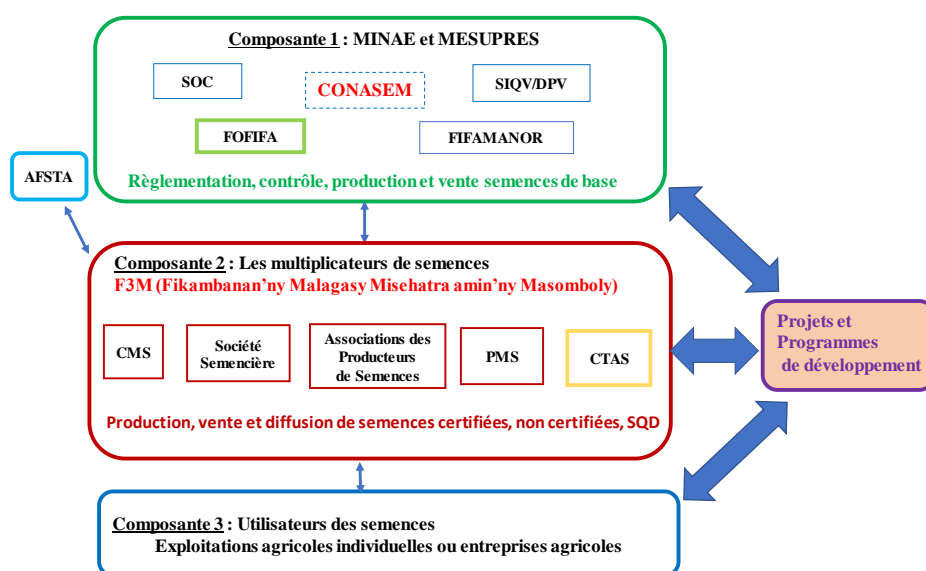 Composante 1 : MINAE et MESUPRES
SOC
CONASEM
SIQV/DPV
FOFIFA
FIFAMANOR
Règlementation, contrôle, production et vente semences de base
AFSTA
Composante 2 : Les multiplicateurs de semences
F3M (Fikambanan’ny Malagasy Misehatra amin’ny Masomboly)
CMS
Société
Semencière
Associations des
Producteurs
de Semences
PMS
CTAS
Production, vente et diffusion de semences certifiées, non certifiées, SQD
Projets et
Programmes
de développement
Composante 3 : Utilisateurs des semences
Exploitations agricoles individuelles ou entreprises agricoles